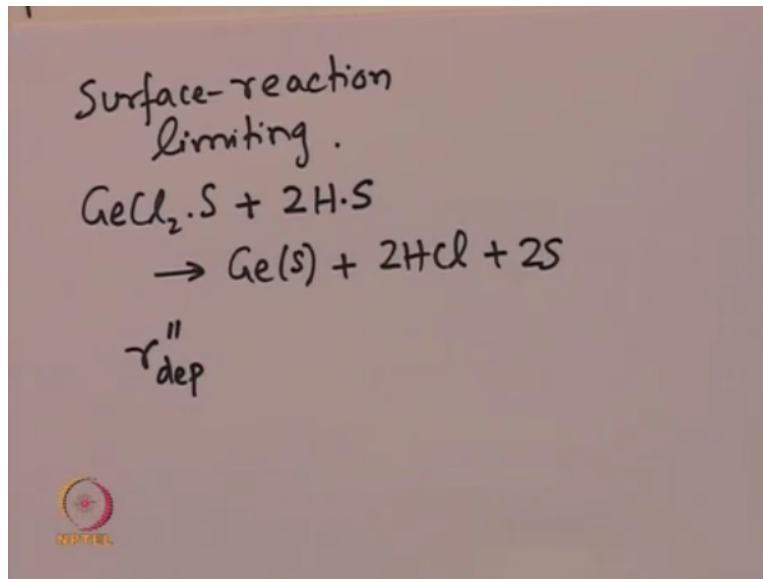 Surface-reaction
limiting.
GeCl₂.S + 2H.S
→ Ge(s) + 2HCl + 2S
r″dep
NPTEL